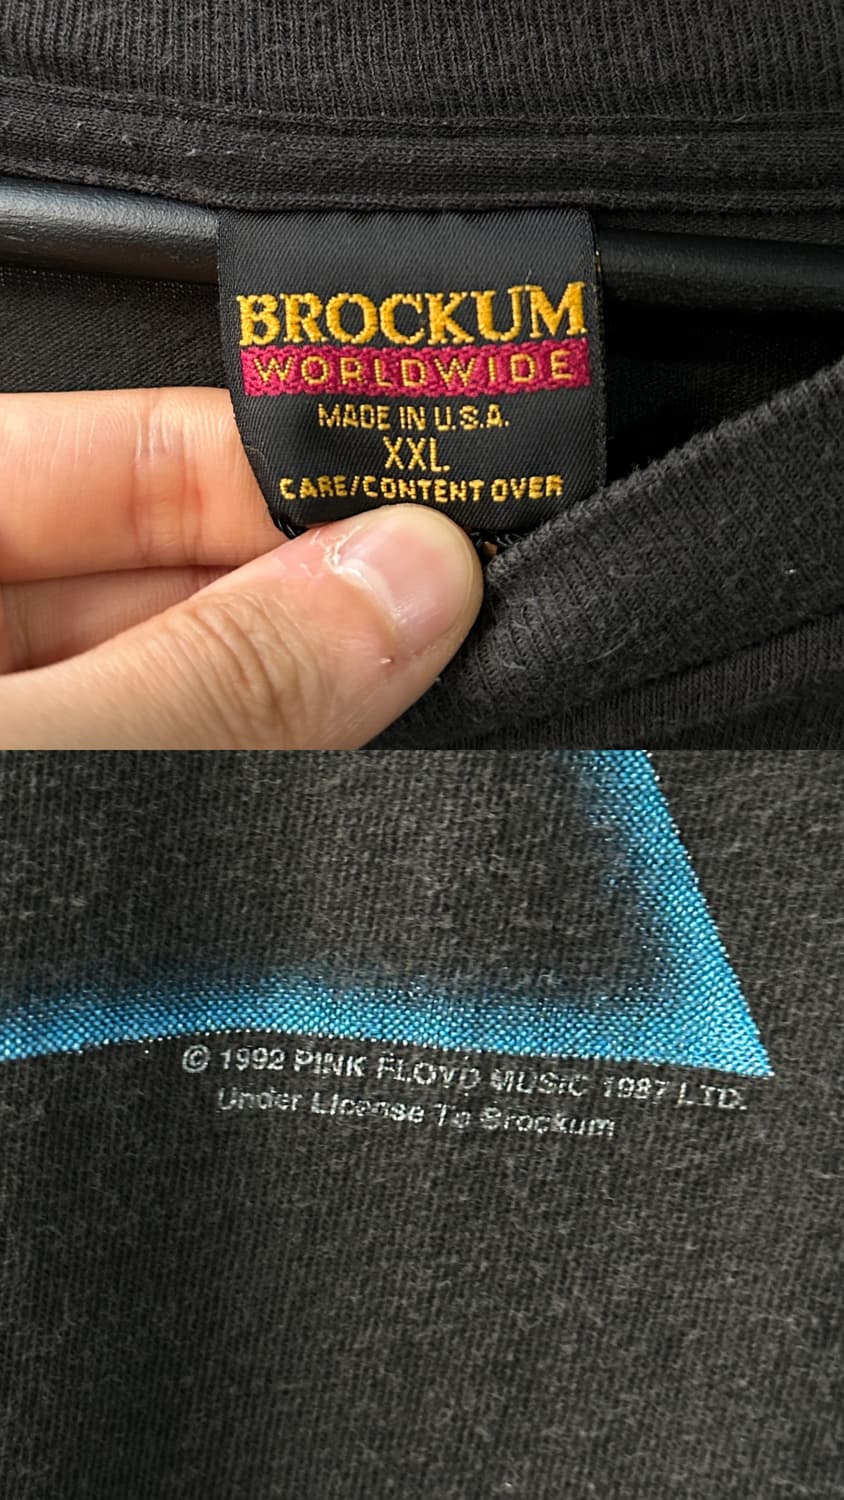 BROCKUM
WORLDWIDE
MADE IN U.S.A.
XXL
CARE/CONTENT OVER
© 1992 PINK FLOYD MUSIC 1987 LTD.
Under License To Brockum